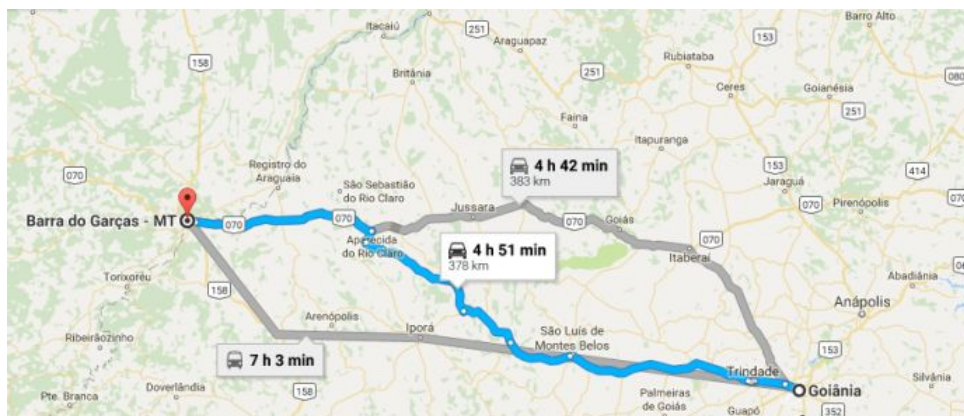 Itacaiú
251
153
Barro Alto
158
Araguapaz
Rubiataba
080
Britânia
251
Ceres
Goianésia
251
Faina
Itapuranga
4 h 42 min
383 km
153
414
070
Registro do
Araguaia
São Sebastião
do Rio Claro
Jaraguá
Pirenópolis
Barra do Garças - MT
070
070
Jussara
070
Goiás
070
Aparecida
do Rio Claro
4 h 51 min
378 km
Itaberaí
Abadiânia
Torixoréu
158
Anápolis
Arenópolis
Iporá
São Luís de
Montes Belos
Ribeirãozinho
7 h 3 min
153
Trindade
Goiânia
Silvânia
Pte. Branca
Doverlândia
158
Palmeiras
de Goiás
Guapó
352